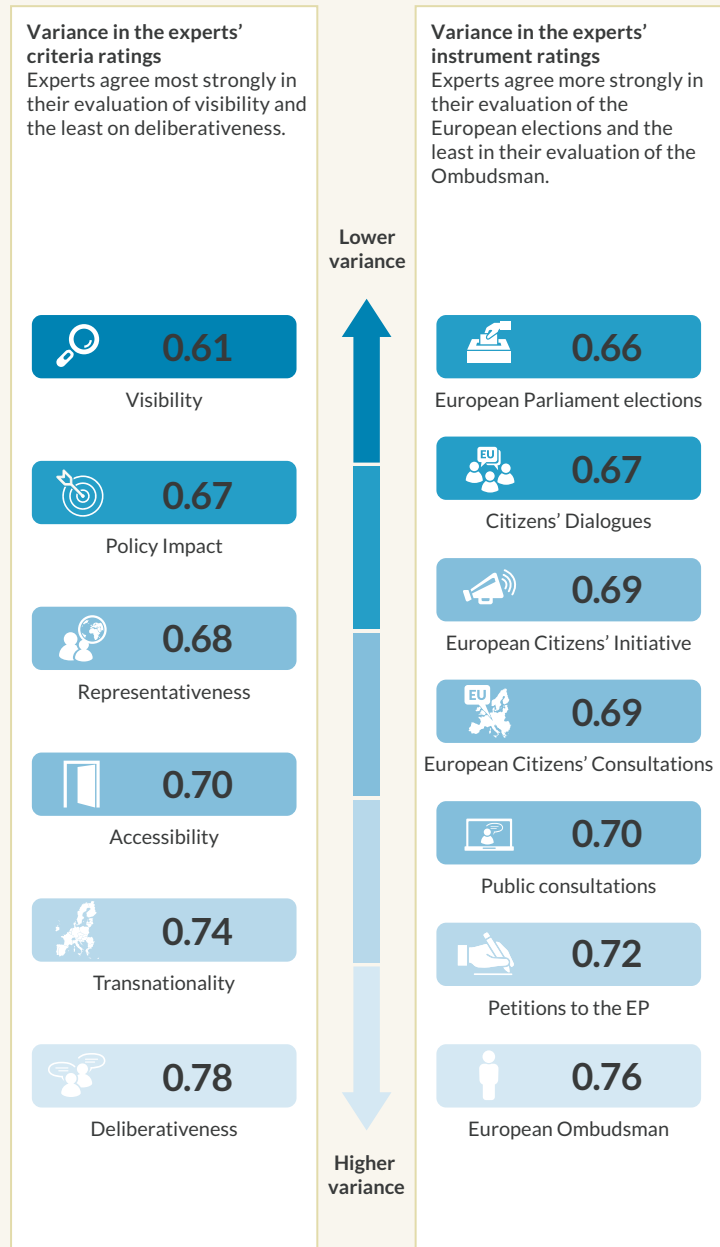 Variance in the experts’
criteria ratings
Experts agree most strongly in
their evaluation of visibility and
the least on deliberativeness.
Variance in the experts’
instrument ratings
Experts agree more strongly in
their evaluation of the
European elections and the
least in their evaluation of the
Ombudsman.
Lower
variance
0.61
Visibility
0.67
Policy Impact
0.68
Representativeness
0.70
Accessibility
0.74
Transnationality
0.78
Deliberativeness
0.66
European Parliament elections
EU
0.67
Citizens’ Dialogues
0.69
European Citizens’ Initiative
EU
0.69
European Citizens’ Consultations
0.70
Public consultations
0.72
Petitions to the EP
0.76
European Ombudsman
Higher
variance